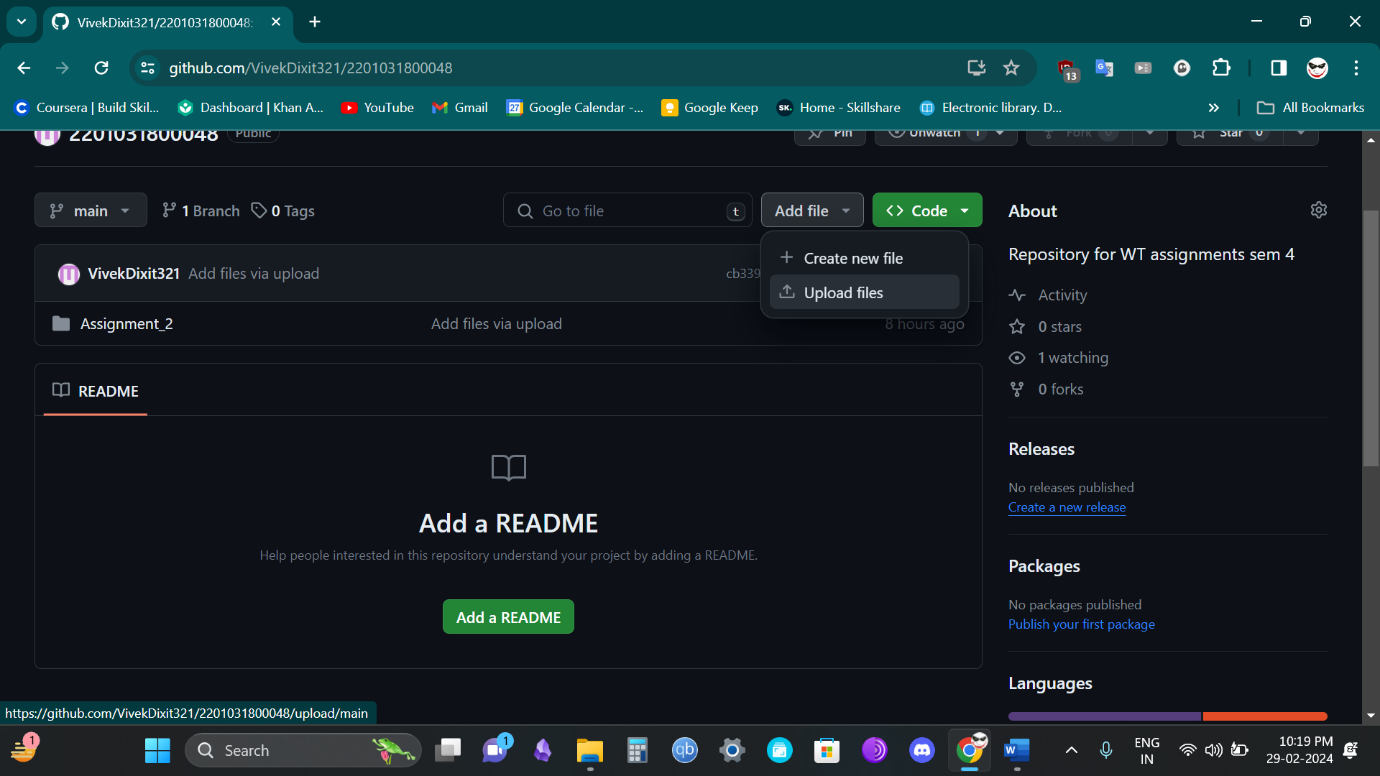 VivekDixit321/2201031800048:
github.com/VivekDixit321/2201031800048
13
Coursera | Build Skil...
Dashboard | Khan A...
YouTube
Gmail
27
Google Calendar -...
Google Keep
SK.
Home - Skillshare
Electronic library. D...
All Bookmarks
2201031800048
Public
Pin
Unwatch
1
Fork
0
Star
0
main
1 Branch
0 Tags
Go to file
t
Add file
Code
About
Create new file
Upload files
VivekDixit321
Add files via upload
cb339
Repository for WT assignments sem 4
Activity
Assignment_2
Add files via upload
8 hours ago
0 stars
1 watching
0 forks
README
Add a README
Help people interested in this repository understand your project by adding a README.
Add a README
Releases
No releases published
Create a new release
Packages
No packages published
Publish your first package
Languages
https://github.com/VivekDixit321/2201031800048/upload/main
1
Search
1
qb
W
ENG
IN
10:19 PM
29-02-2024